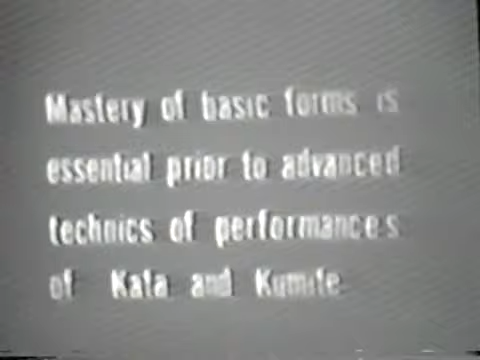 Mastery of basic forms is
essential prior to advanced
technics of performances
of Kata and Kumite